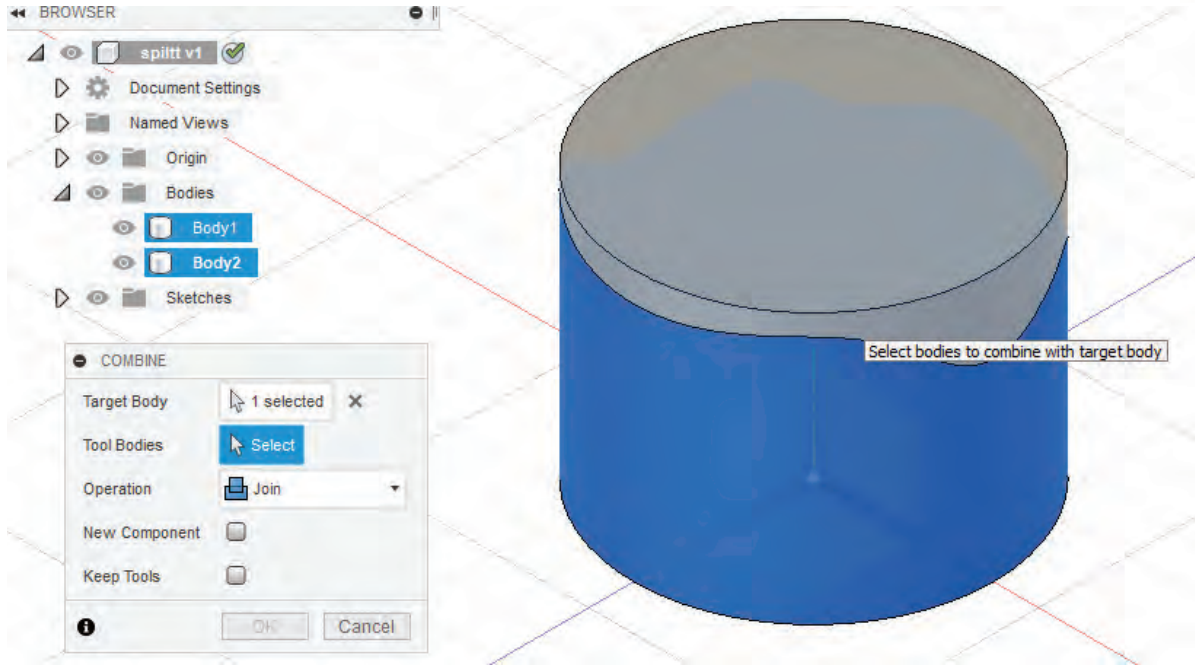 BROWSER
spiltt v1
Document Settings
Named Views
Origin
Bodies
Body1
Body2
Sketches
COMBINE
Target Body 1 selected
Tool Bodies Select
Operation Join
New Component
Keep Tools
OK Cancel
Select bodies to combine with target body